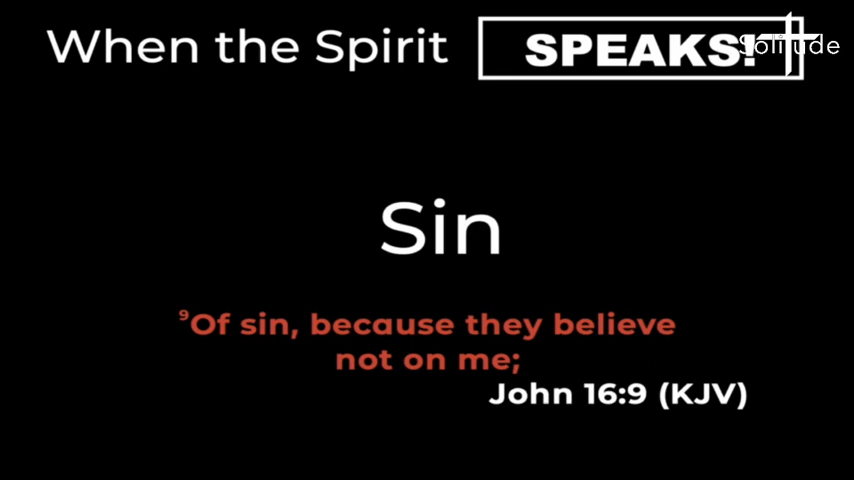 When the Spirit SPEAKS!
Solitude
Sin
⁹Of sin, because they believe
not on me;
John 16:9 (KJV)